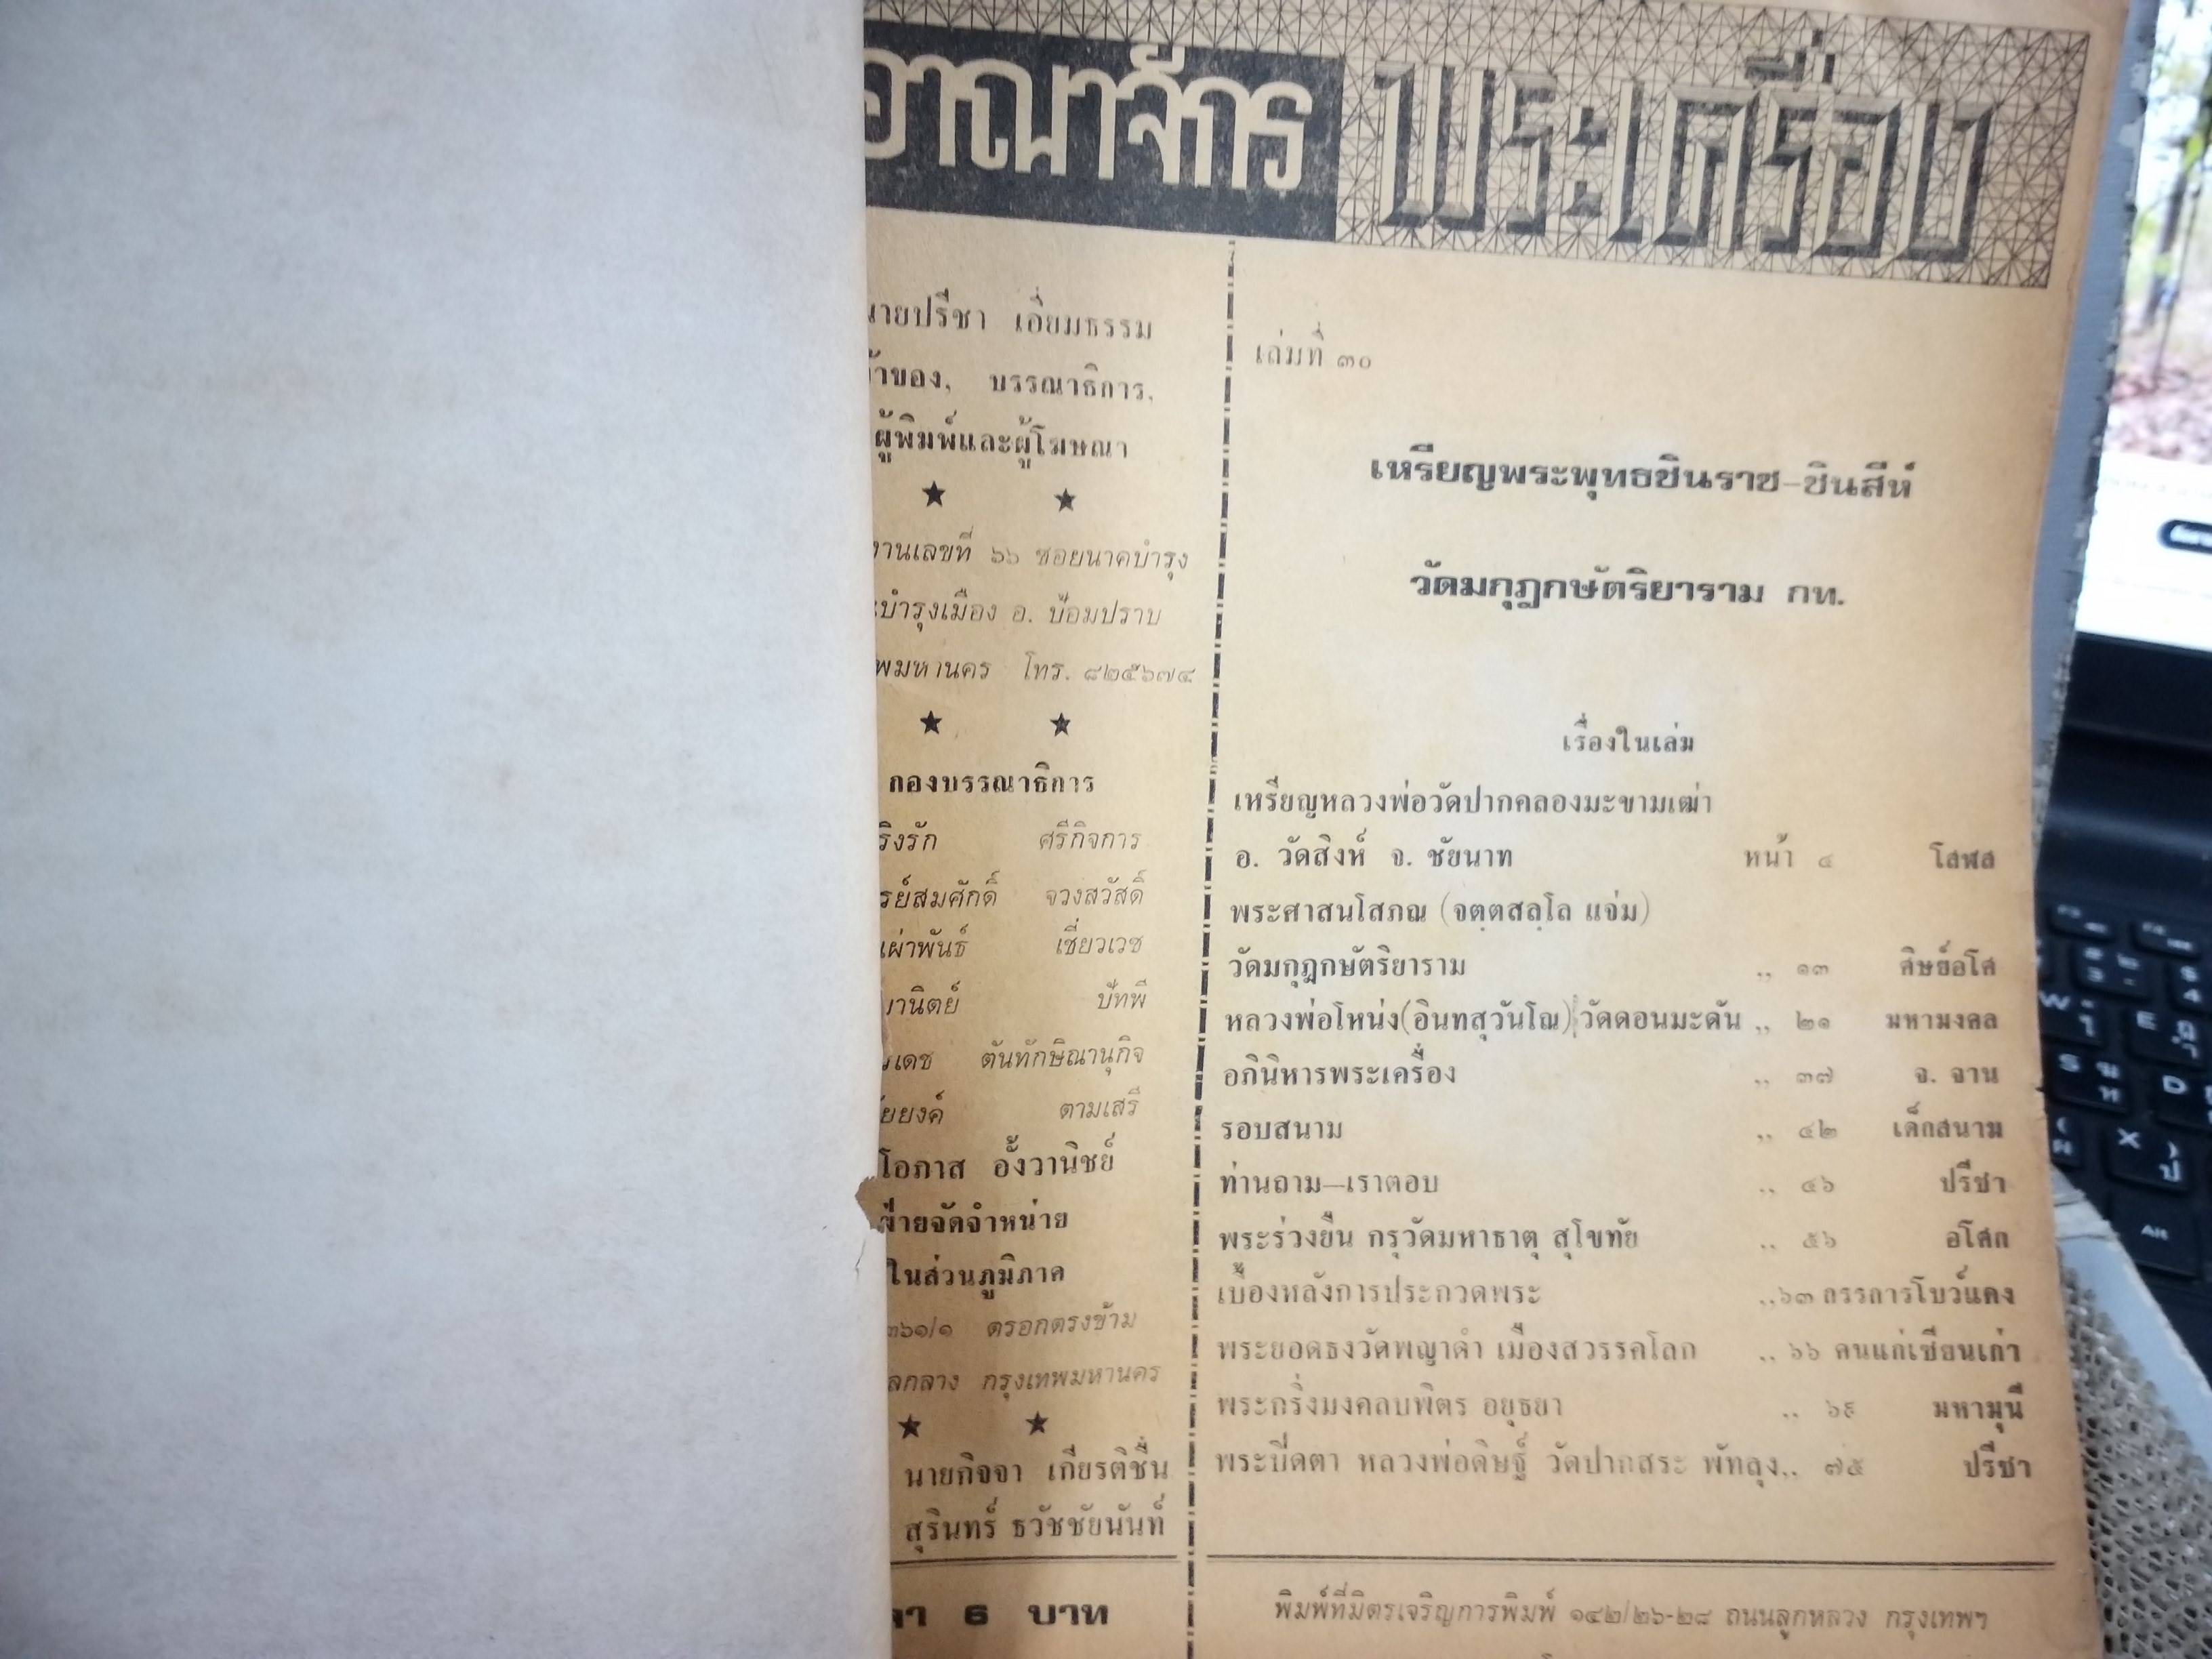 อาณาจักร พระเครื่อง
นายปรีชา เอี่ยมธรรม
บรรณาธิการ,
ผู้พิมพ์และผู้โฆษณา
★ ★
๖๖ ซอยนาคบำรุง
บำรุงเมือง อ. ป้อมปราบ
โทร. ๘๒๕๖๗๔
★ ★
กองบรรณาธิการ
ศรีกิจการ
สมศักดิ์ จวงสวัสดิ์
เผ่าพันธ์ เชี่ยวเวช
ปัทพี
ตันทักษิณานุกิจ
ตามเสรี
โอภาส อั้งวานิชย์
ฝ่ายจัดจำหน่าย
ในส่วนภูมิภาค
๓๖๑/๑ ตรอกตรงข้าม
กรุงเทพมหานคร
★ ★
นายกิจจา เกียรติชื่น
สุรินทร์ ธวัชชัยนันท์
6 บาท
เล่มที่ ๓๐
เหรียญพระพุทธชินราช-ชินสีห์
วัดมกุฎกษัตริยาราม กท.
เรื่องในเล่ม
เหรียญหลวงพ่อวัดปากคลองมะขามเฒ่า
อ. วัดสิงห์ จ. ชัยนาท หน้า ๔ โสฬส
พระศาสนโสภณ (จตฺตสลฺโล แจ่ม)
วัดมกุฎกษัตริยาราม ,, ๑๓ ศิษย์อโศ
หลวงพ่อโหน่ง(อินทสุวันโณ) วัดดอนมะดัน ,, ๒๑ มหามงคล
อภินิหารพระเครื่อง ,, ๓๗ จ. จาน
รอบสนาม ,, ๔๒ เด็กสนาม
ท่านถาม—เราตอบ ,, ๔๖ ปรีชา
พระร่วงยืน กรุวัดมหาธาตุ สุโขทัย ,, ๕๖ อโศก
เบื้องหลังการประกวดพระ ,,๖๓ กรรการโบว์แดง
พระยอดธงวัดพญาดำ เมืองสวรรคโลก ,, ๖๖ คนแก่เซียนเก่า
พระกริ่งมงคลบพิตร อยุธยา ,, ๖๙ มหามุนี
พระปิดตา หลวงพ่อดิษฐ์ วัดปากสระ พัทลุง,, ๗๕ ปรีชา
พิมพ์ที่มิตรเจริญการพิมพ์ ๑๔๒/๒๖-๒๘ ถนนลูกหลวง กรุงเทพฯ